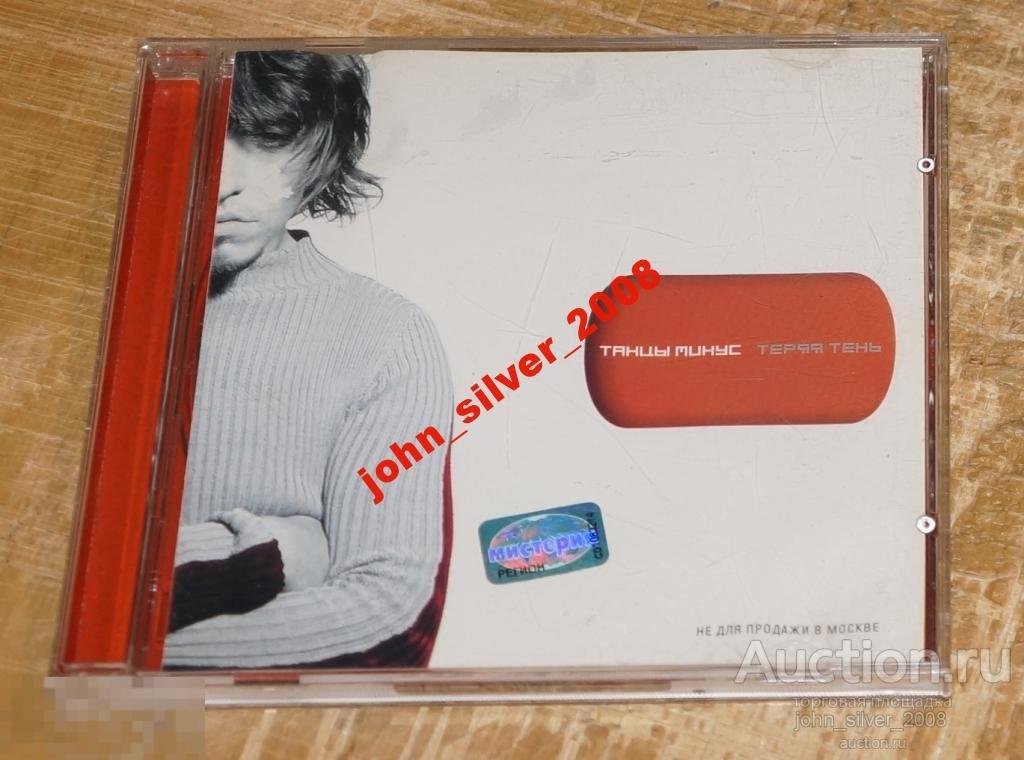 john_silver_2008
ТАНЦЫ МИНУС ТЕРЯЯ ТЕНЬ
мистерия
РЕГИОН
НЕ ДЛЯ ПРОДАЖИ В МОСКВЕ
Auction.ru
торговая площадка
john_silver_2008
auction.ru